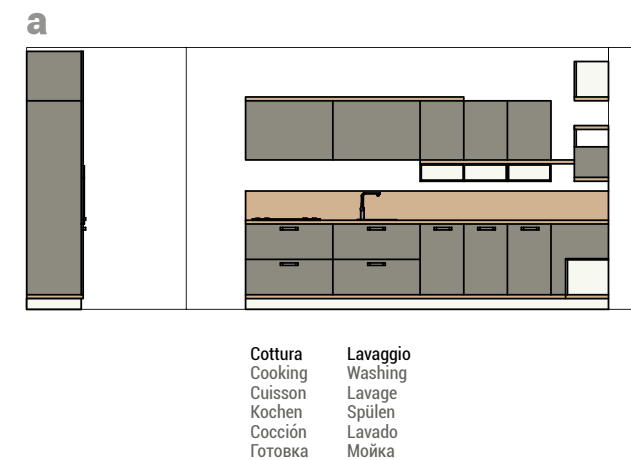 a
Cottura Lavaggio
Cooking Washing
Cuisson Lavage
Kochen Spülen
Cocción Lavado
Готовка Мойка